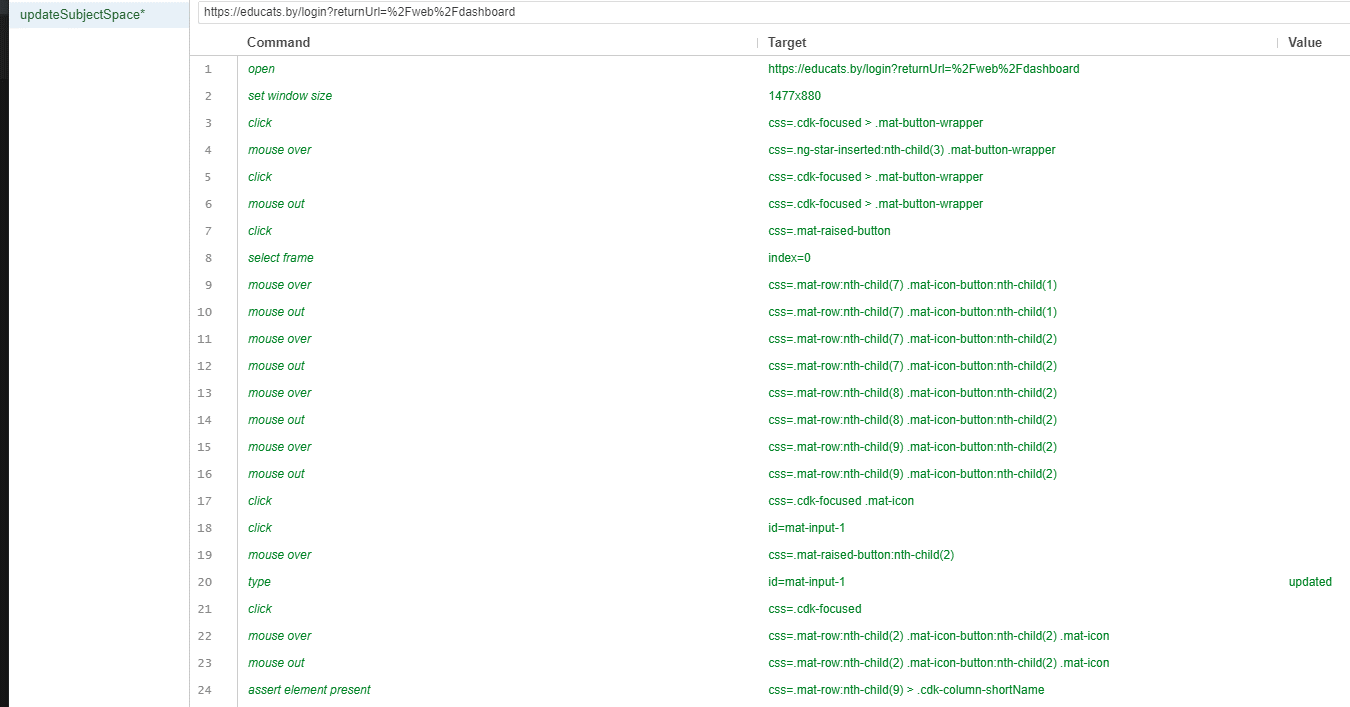 updateSubjectSpace*
https://educats.by/login?returnUrl=%2Fweb%2Fdashboard
Command Target Value
1 open https://educats.by/login?returnUrl=%2Fweb%2Fdashboard
2 set window size 1477x880
3 click css=.cdk-focused > .mat-button-wrapper
4 mouse over css=.ng-star-inserted:nth-child(3) .mat-button-wrapper
5 click css=.cdk-focused > .mat-button-wrapper
6 mouse out css=.cdk-focused > .mat-button-wrapper
7 click css=.mat-raised-button
8 select frame index=0
9 mouse over css=.mat-row:nth-child(7) .mat-icon-button:nth-child(1)
10 mouse out css=.mat-row:nth-child(7) .mat-icon-button:nth-child(1)
11 mouse over css=.mat-row:nth-child(7) .mat-icon-button:nth-child(2)
12 mouse out css=.mat-row:nth-child(7) .mat-icon-button:nth-child(2)
13 mouse over css=.mat-row:nth-child(8) .mat-icon-button:nth-child(2)
14 mouse out css=.mat-row:nth-child(8) .mat-icon-button:nth-child(2)
15 mouse over css=.mat-row:nth-child(9) .mat-icon-button:nth-child(2)
16 mouse out css=.mat-row:nth-child(9) .mat-icon-button:nth-child(2)
17 click css=.cdk-focused .mat-icon
18 click id=mat-input-1
19 mouse over css=.mat-raised-button:nth-child(2)
20 type id=mat-input-1 updated
21 click css=.cdk-focused
22 mouse over css=.mat-row:nth-child(2) .mat-icon-button:nth-child(2) .mat-icon
23 mouse out css=.mat-row:nth-child(2) .mat-icon-button:nth-child(2) .mat-icon
24 assert element present css=.mat-row:nth-child(9) > .cdk-column-shortName